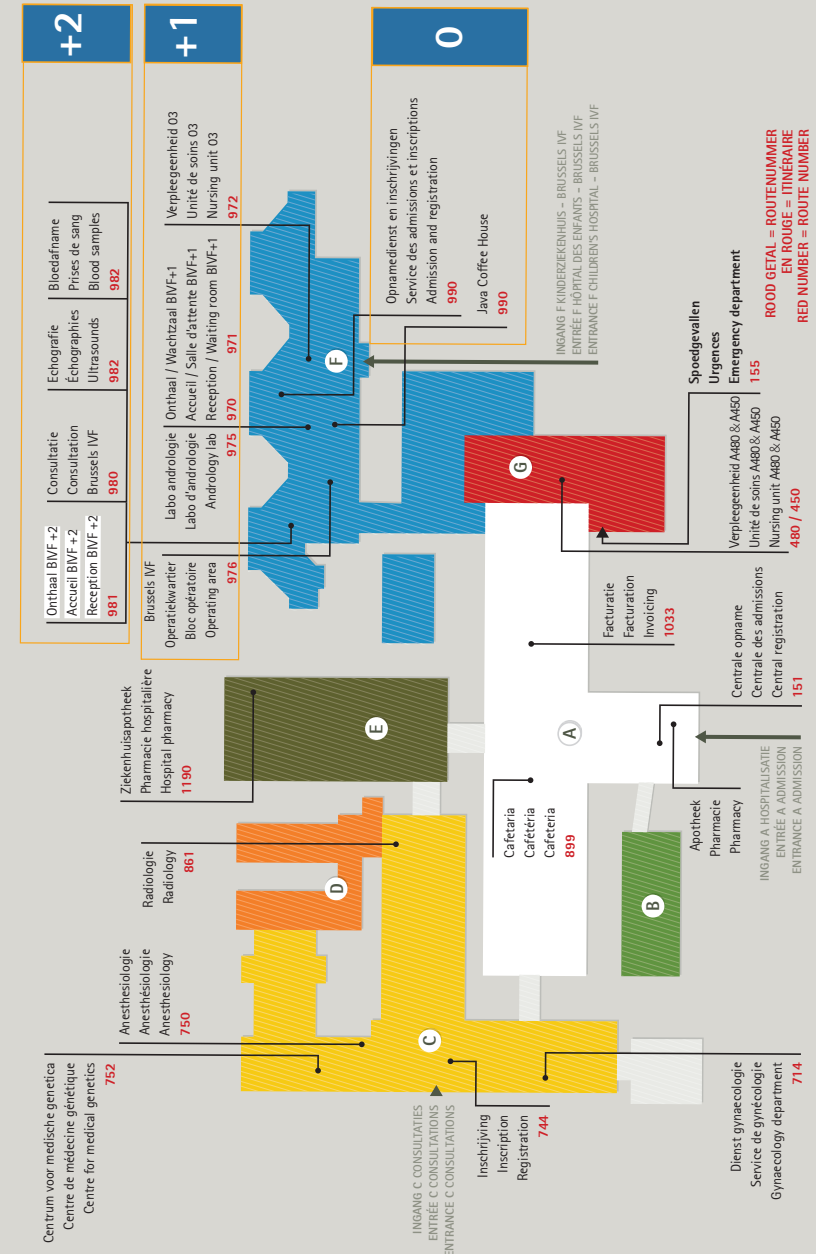 Centrum voor medische genetica
Centre de médecine génétique
Centre for medical genetics
752
Anesthesiologie
Anesthésiologie
Anesthesiology
750
Radiologie
Radiology
861
Ziekenhuisapotheek
Pharmacie hospitalière
Hospital pharmacy
1190
+2
Onthaal BIVF +2
Accueil BIVF +2
Reception BIVF +2
981
Consultatie
Consultation
Brussels IVF
980
Echografie
Échographies
Ultrasounds
982
Bloedafname
Prises de sang
Blood samples
982
+1
Brussels IVF
Operatiekwartier
Bloc opératoire
Operating area
976
Labo andrologie
Labo d'andrologie
Andrology lab
975
Onthaal / Wachtzaal BIVF+1
Accueil / Salle d'attente BIVF+1
Reception / Waiting room BIVF+1
970
971
Verpleegeenheid 03
Unité de soins 03
Nursing unit 03
972
0
Opnamedienst en inschrijvingen
Service des admissions et inscriptions
Admission and registration
990
Java Coffee House
990
INGANG F KINDERZIEKENHUIS – BRUSSELS IVF
ENTRÉE F HÔPITAL DES ENFANTS – BRUSSELS IVF
ENTRANCE F CHILDREN'S HOSPITAL – BRUSSELS IVF
D
E
F
C
A
G
B
INGANG C CONSULTATIES
ENTRÉE C CONSULTATIONS
ENTRANCE C CONSULTATIONS
Inschrijving
Inscription
Registration
744
Cafetaria
Cafétéria
Cafeteria
899
Facturatie
Facturation
Invoicing
1033
Spoedgevallen
Urgences
Emergency department
155
Verpleegeenheid A480 & A450
Unité de soins A480 & A450
Nursing unit A480 & A450
480 / 450
Centrale opname
Centrale des admissions
Central registration
151
Apotheek
Pharmacie
Pharmacy
INGANG A HOSPITALISATIE
ENTRÉE A ADMISSION
ENTRANCE A ADMISSION
Dienst gynaecologie
Service de gynécologie
Gynaecology department
714
ROOD GETAL = ROUTENUMMER
EN ROUGE = ITINÉRAIRE
RED NUMBER = ROUTE NUMBER